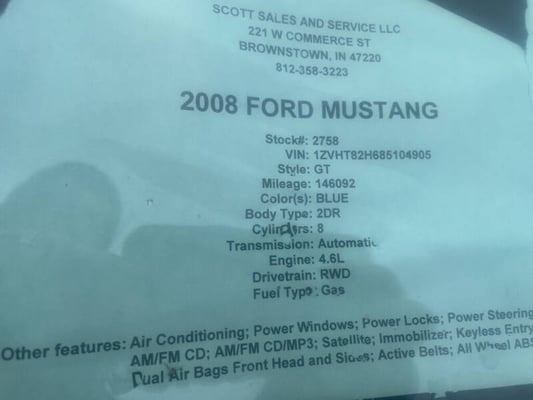 SCOTT SALES AND SERVICE LLC
221 W COMMERCE ST
BROWNSTOWN, IN 47220
812-358-3223
2008 FORD MUSTANG
Stock#: 2758
VIN: 1ZVHT82H685104905
Style: GT
Mileage: 146092
Color(s): BLUE
Body Type: 2DR
Cylinders: 8
Transmission: Automatic
Engine: 4.6L
Drivetrain: RWD
Fuel Type: Gas
Other features: Air Conditioning; Power Windows; Power Locks; Power Steering
AM/FM CD; AM/FM CD/MP3; Satellite; Immobilizer; Keyless Entry
Dual Air Bags Front Head and Sides; Active Belts; All Wheel ABS